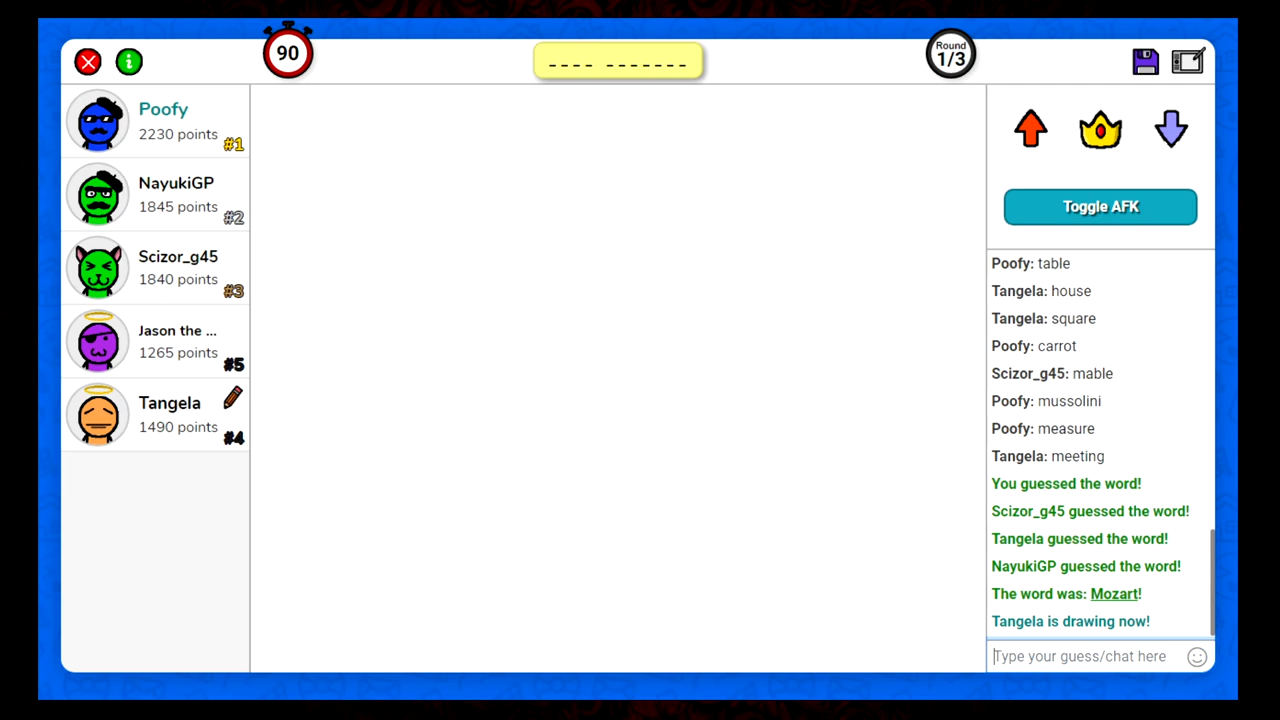 90
---- -------
Round
1/3
Poofy
2230 points
#1
NayukiGP
1845 points
#2
Scizor_g45
1840 points
#3
Jason the ...
1265 points
#5
Tangela
1490 points
#4
Toggle AFK
Poofy: table
Tangela: house
Tangela: square
Poofy: carrot
Scizor_g45: mable
Poofy: mussolini
Poofy: measure
Tangela: meeting
You guessed the word!
Scizor_g45 guessed the word!
Tangela guessed the word!
NayukiGP guessed the word!
The word was: Mozart!
Tangela is drawing now!
Type your guess/chat here